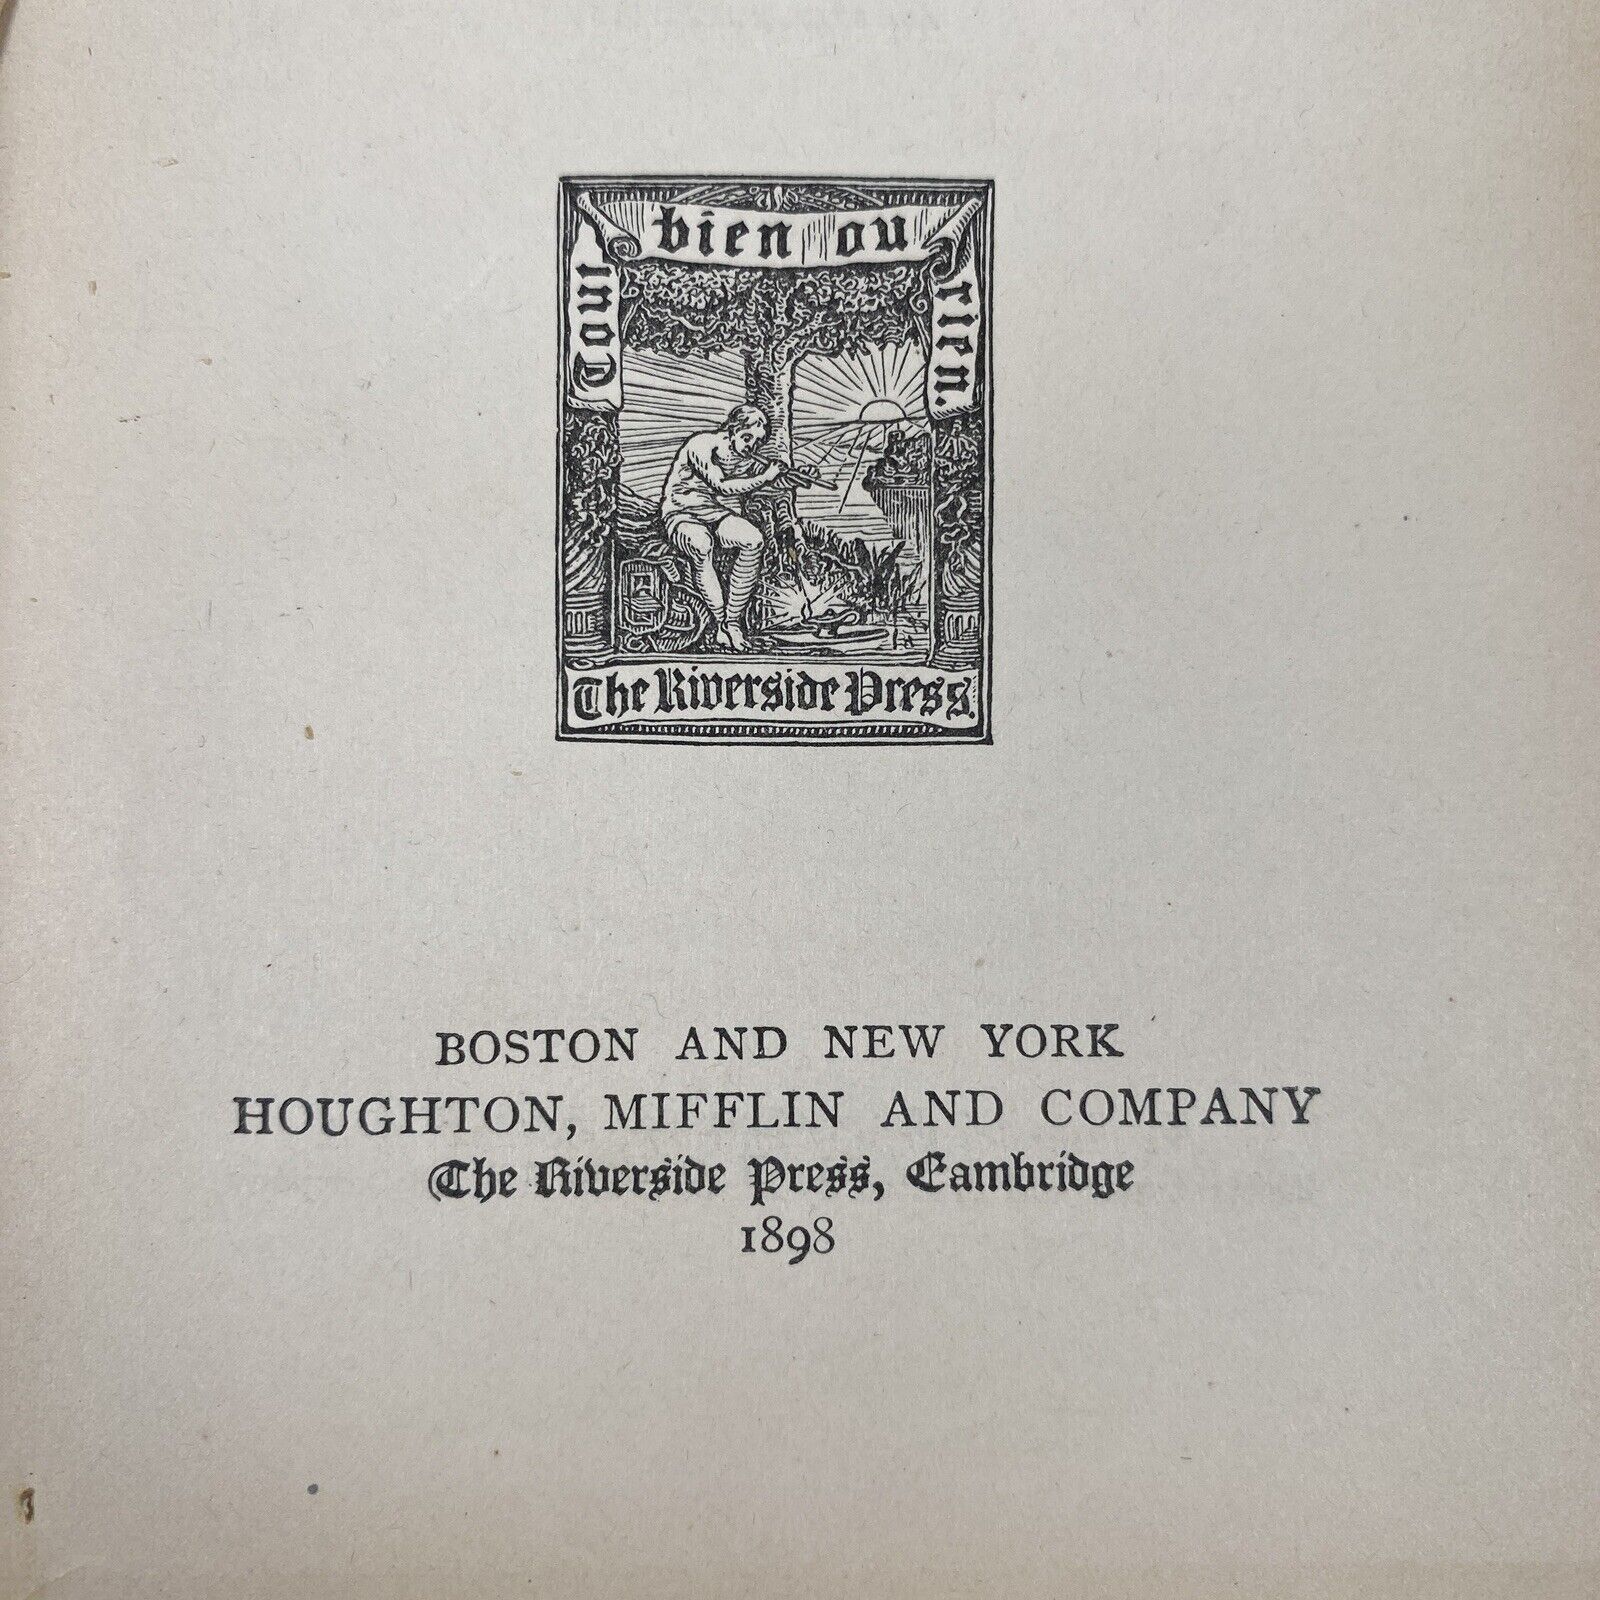 Tout bien ou rien.
The Riverside Press.
BOSTON AND NEW YORK
HOUGHTON, MIFFLIN AND COMPANY
The Riverside Press, Cambridge
1898